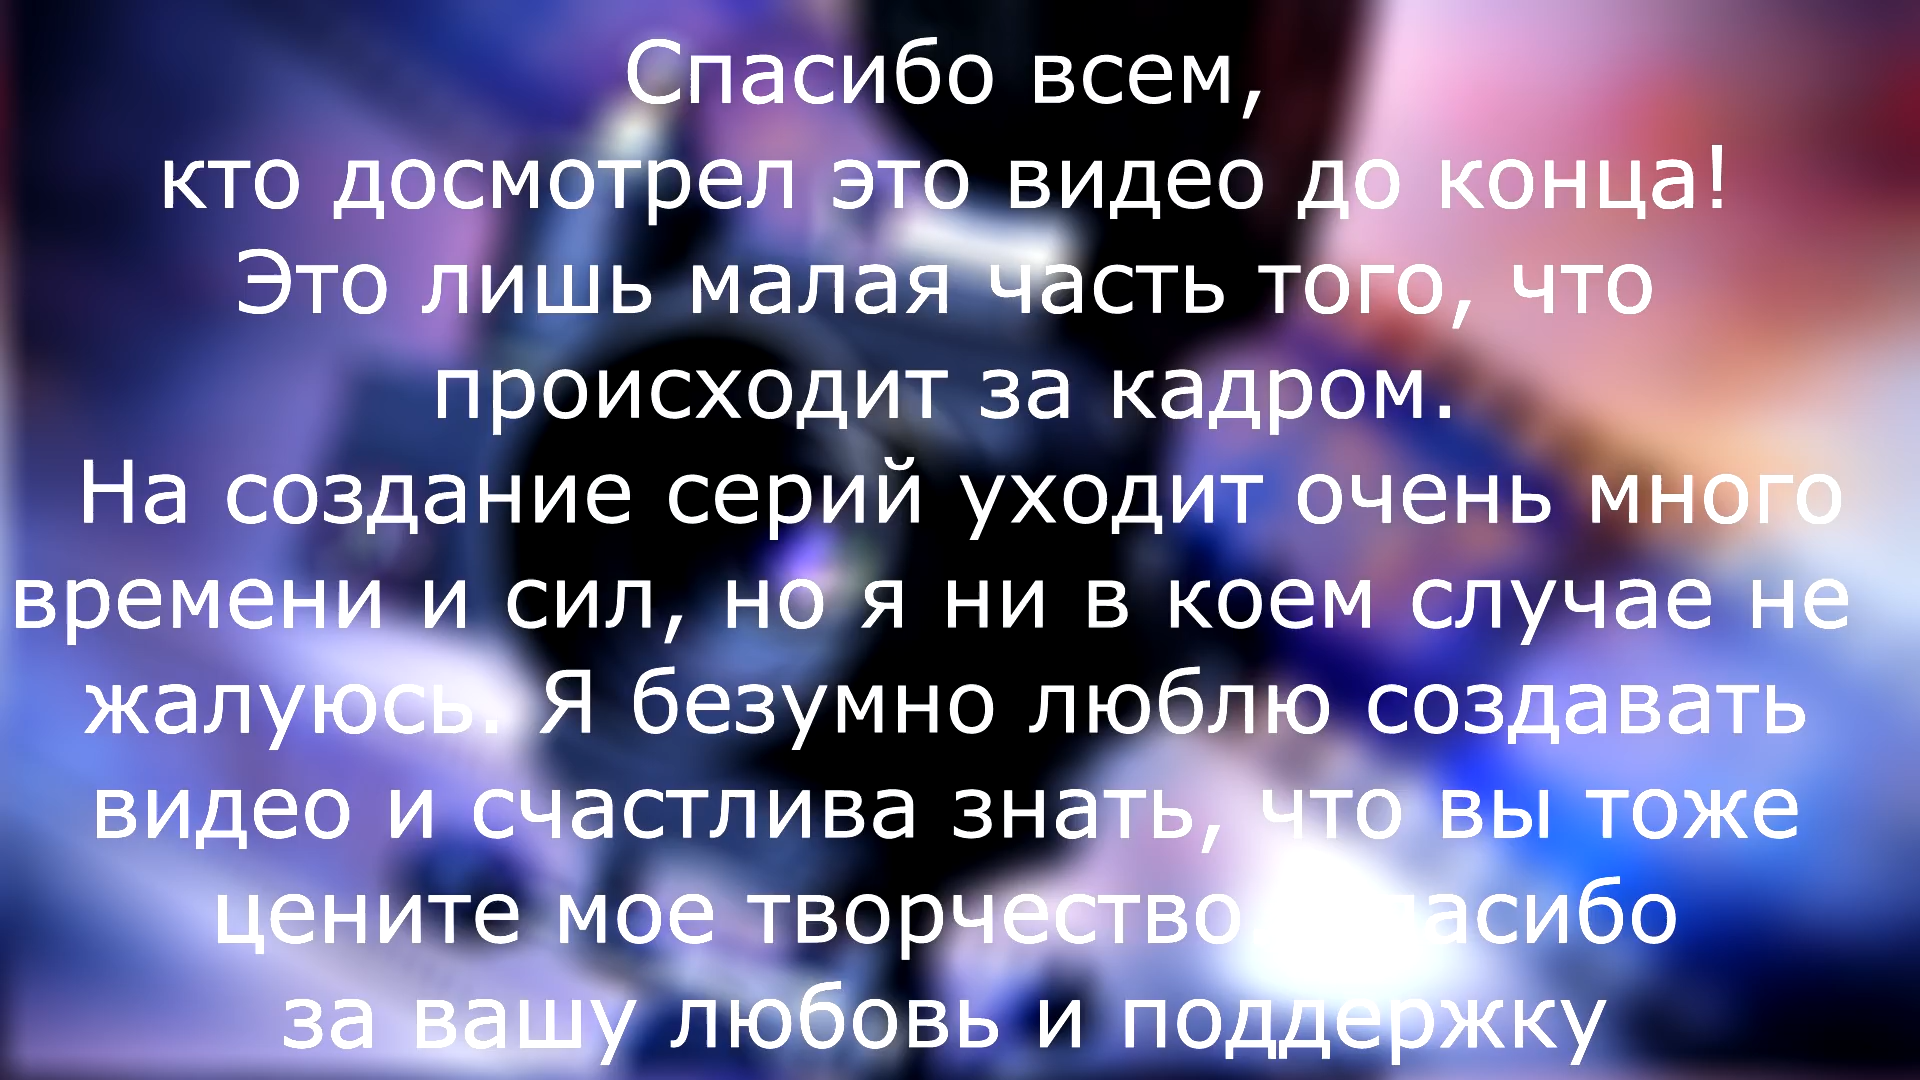 Спасибо всем,
кто досмотрел это видео до конца!
Это лишь малая часть того, что
происходит за кадром.
На создание серий уходит очень много
времени и сил, но я ни в коем случае не
жалуюсь. Я безумно люблю создавать
видео и счастлива знать, что вы тоже
цените мое творчество. Спасибо
за вашу любовь и поддержку